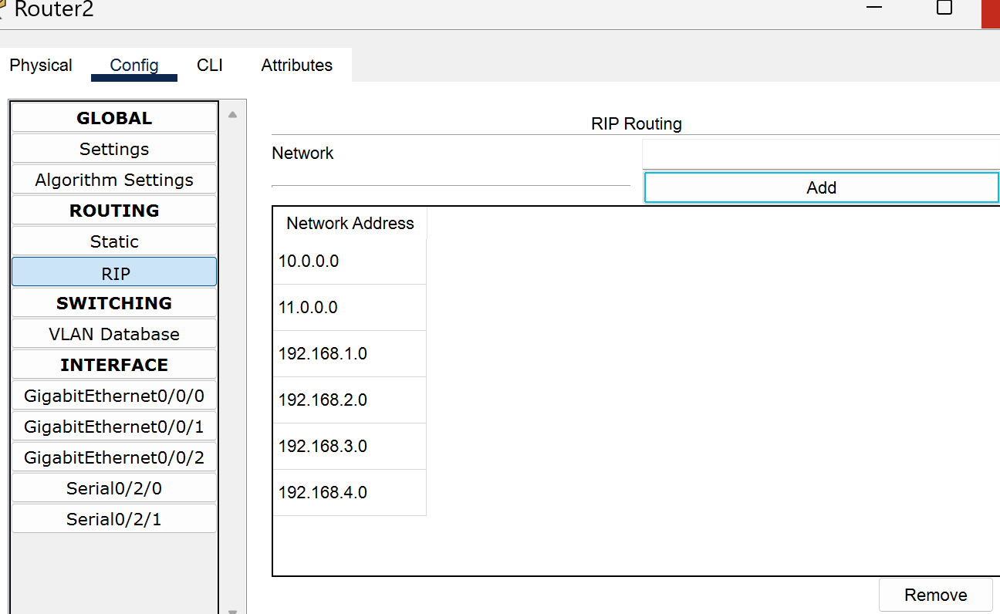 Router2
Physical Config CLI Attributes
GLOBAL
Settings
Algorithm Settings
ROUTING
Static
RIP
SWITCHING
VLAN Database
INTERFACE
GigabitEthernet0/0/0
GigabitEthernet0/0/1
GigabitEthernet0/0/2
Serial0/2/0
Serial0/2/1
RIP Routing
Network
Add
Network Address
10.0.0.0
11.0.0.0
192.168.1.0
192.168.2.0
192.168.3.0
192.168.4.0
Remove